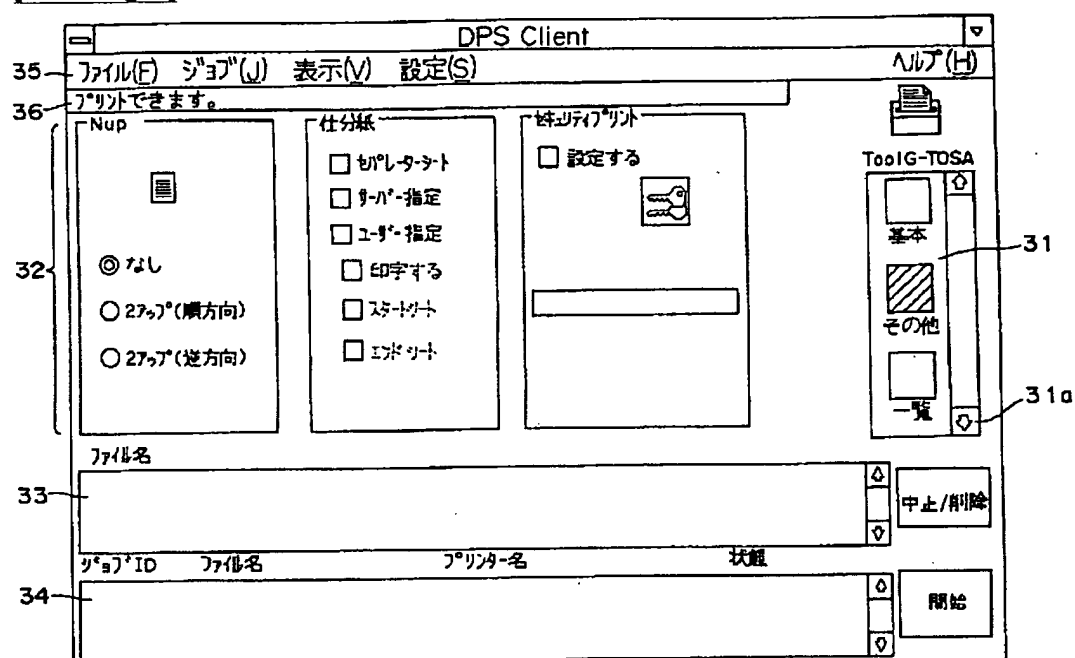 DPS Client
35 ファイル(F) ジョブ(J) 表示(V) 設定(S) ヘルプ(H)
36 プリントできます。
Nup
仕分紙
セキュリティプリント
セパレーターシート
設定する
サーバー指定
ユーザー指定
32
なし
印字する
2アップ(順方向)
スタートシート
2アップ(逆方向)
エンドシート
ToolG-TOSA
基本
31
その他
一覧
31a
ファイル名
33
中止/削除
ジョブID ファイル名 プリンター名 状態
34
開始